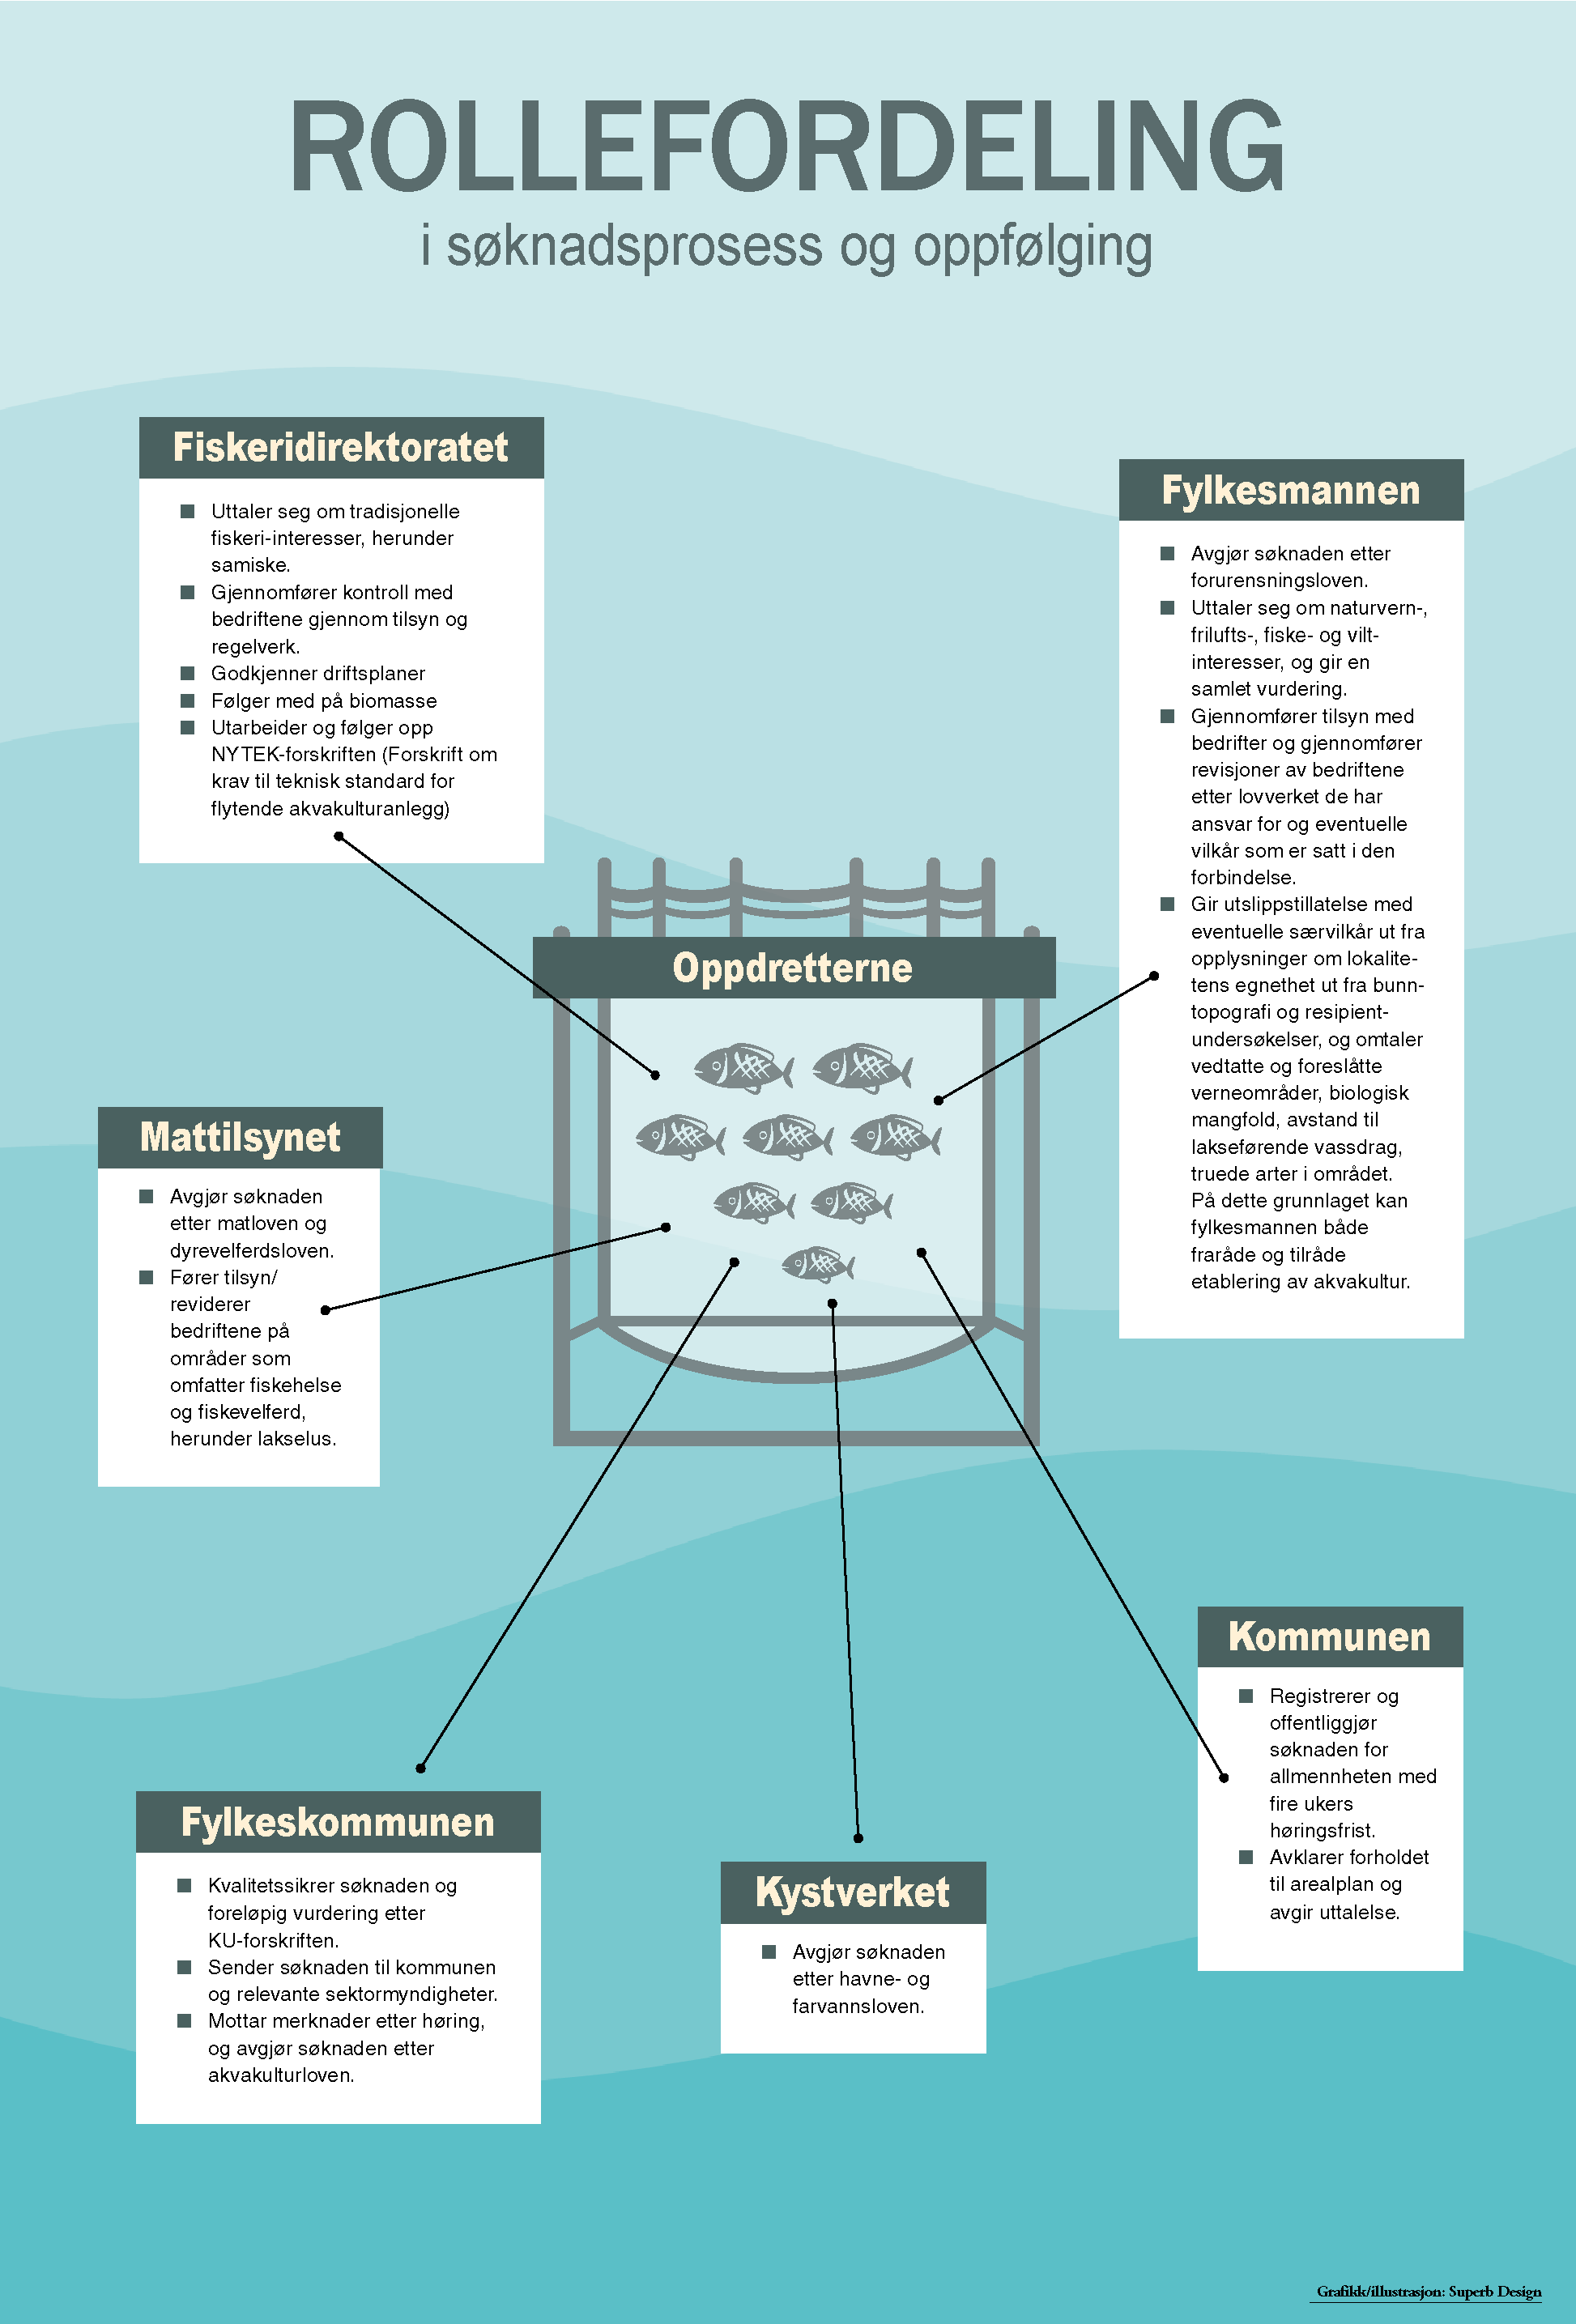 ROLLEFORDELING
i søknadsprosess og oppfølging
Fiskeridirektoratet
Uttaler seg om tradisjonelle
fiskeri-interesser, herunder
samiske.
Gjennomfører kontroll med
bedriftene gjennom tilsyn og
regelverk.
Godkjenner driftsplaner
Følger med på biomasse
Utarbeider og følger opp
NYTEK-forskriften (Forskrift om
krav til teknisk standard for
flytende akvakulturanlegg)
Fylkesmannen
Avgjør søknaden etter
forurensningsloven.
Uttaler seg om naturvern-,
frilufts-, fiske- og vilt-
interesser, og gir en
samlet vurdering.
Gjennomfører tilsyn med
bedrifter og gjennomfører
revisjoner av bedriftene
etter lovverket de har
ansvar for og eventuelle
vilkår som er satt i den
forbindelse.
Gir utslippstillatelse med
eventuelle særvilkår ut fra
opplysninger om lokalite-
tens egnethet ut fra bunn-
topografi og resipient-
undersøkelser, og omtaler
vedtatte og foreslåtte
verneområder, biologisk
mangfold, avstand til
lakseførende vassdrag,
truede arter i området.
På dette grunnlaget kan
fylkesmannen både
fraråde og tilråde
etablering av akvakultur.
Oppdretterne
Mattilsynet
Avgjør søknaden
etter matloven og
dyrevelferdsloven.
Fører tilsyn/
reviderer
bedriftene på
områder som
omfatter fiskehelse
og fiskevelferd,
herunder lakselus.
Kommunen
Registrerer og
offentliggjør
søknaden for
allmennheten med
fire ukers
høringsfrist.
Avklarer forholdet
til arealplan og
avgir uttalelse.
Fylkeskommunen
Kvalitetssikrer søknaden og
foreløpig vurdering etter
KU-forskriften.
Sender søknaden til kommunen
og relevante sektormyndigheter.
Mottar merknader etter høring,
og avgjør søknaden etter
akvakulturloven.
Kystverket
Avgjør søknaden
etter havne- og
farvannsloven.
Grafikk/illustrasjon: Superb Design